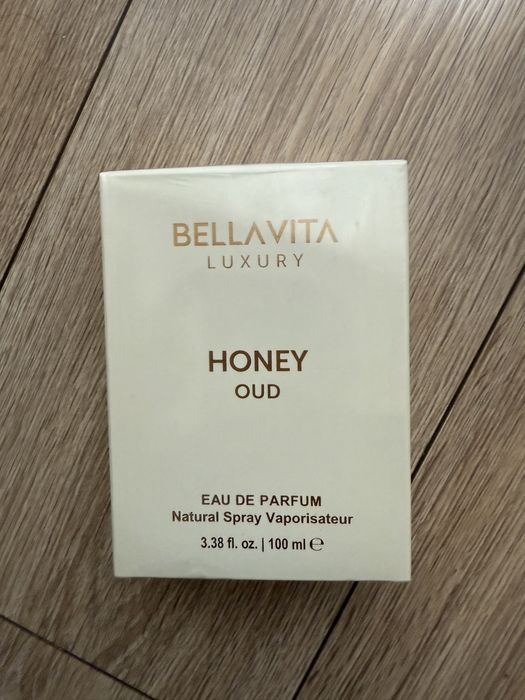 BELLAVITA
LUXURY
HONEY
OUD
EAU DE PARFUM
Natural Spray Vaporisateur
3.38 fl. oz. | 100 ml ℮